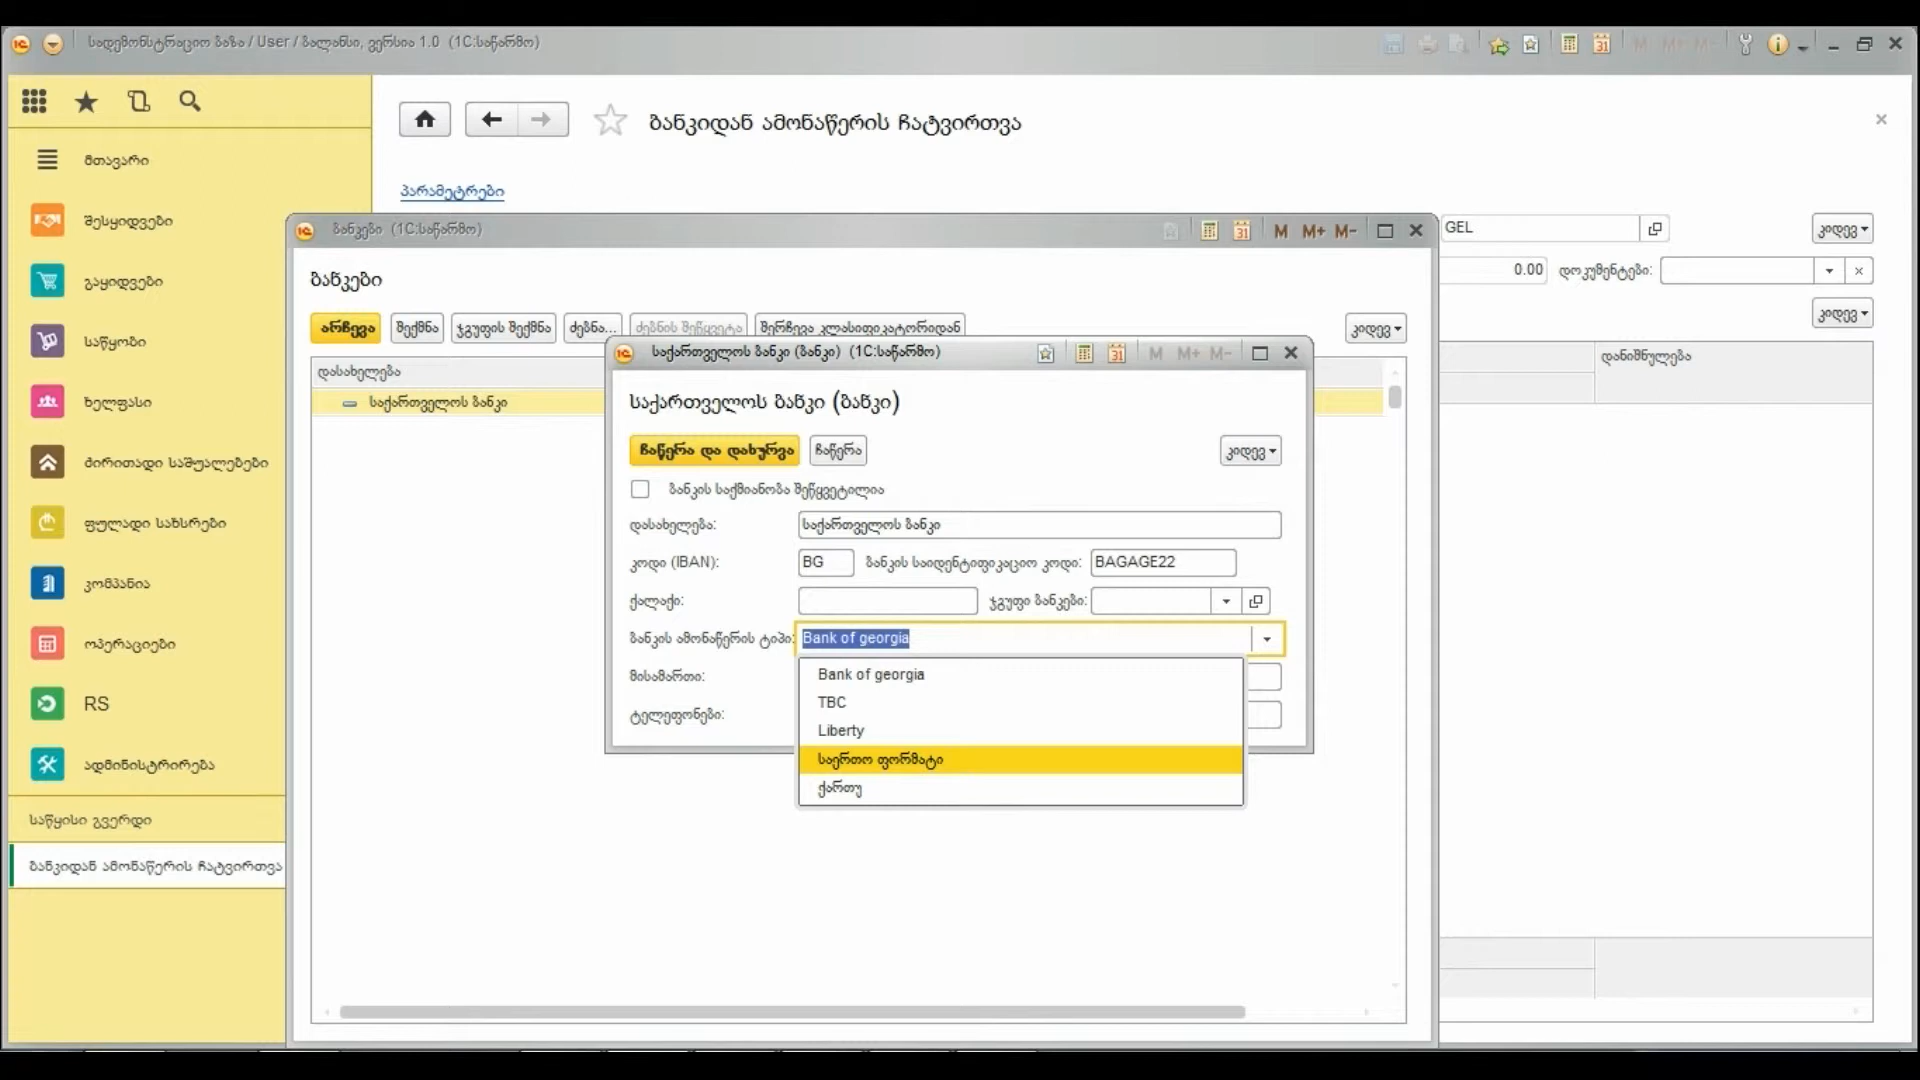 სადემონსტრაციო ბაზა / User / ბალანსი, ვერსია 1.0 (1C:საწარმო)
31 M M+ M-
მთავარი
შესყიდვები
გაყიდვები
საწყობი
ხელფასი
ძირითადი საშუალებები
ფულადი სახსრები
კომპანია
ოპერაციები
RS
ადმინისტრირება
საწყისი გვერდი
ბანკიდან ამონაწერის ჩატვირთვა
ბანკიდან ამონაწერის ჩატვირთვა
პარამეტრები
GEL
კიდევ
0.00 დოკუმენტები:
კიდევ
დანიშნულება
ბანკები (1C:საწარმო)
31 M M+ M-
ბანკები
არჩევა შექმნა ჯგუფის შექმნა ძებნა... ძებნის შეწყვეტა შერჩევა კლასიფიკატორიდან კიდევ
დასახელება
საქართველოს ბანკი
საქართველოს ბანკი (ბანკი) (1C:საწარმო)
31 M M+ M-
საქართველოს ბანკი (ბანკი)
ჩაწერა და დახურვა ჩაწერა კიდევ
ბანკის საქმიანობა შეწყვეტილია
დასახელება: საქართველოს ბანკი
კოდი (IBAN): BG ბანკის საიდენტიფიკაციო კოდი: BAGAGE22
ქალაქი: ჯგუფი ბანკები:
ბანკის ამონაწერის ტიპი: Bank of georgia
მისამართი:
ტელეფონები:
Bank of georgia
TBC
Liberty
საერთო ფორმატი
ქართუ